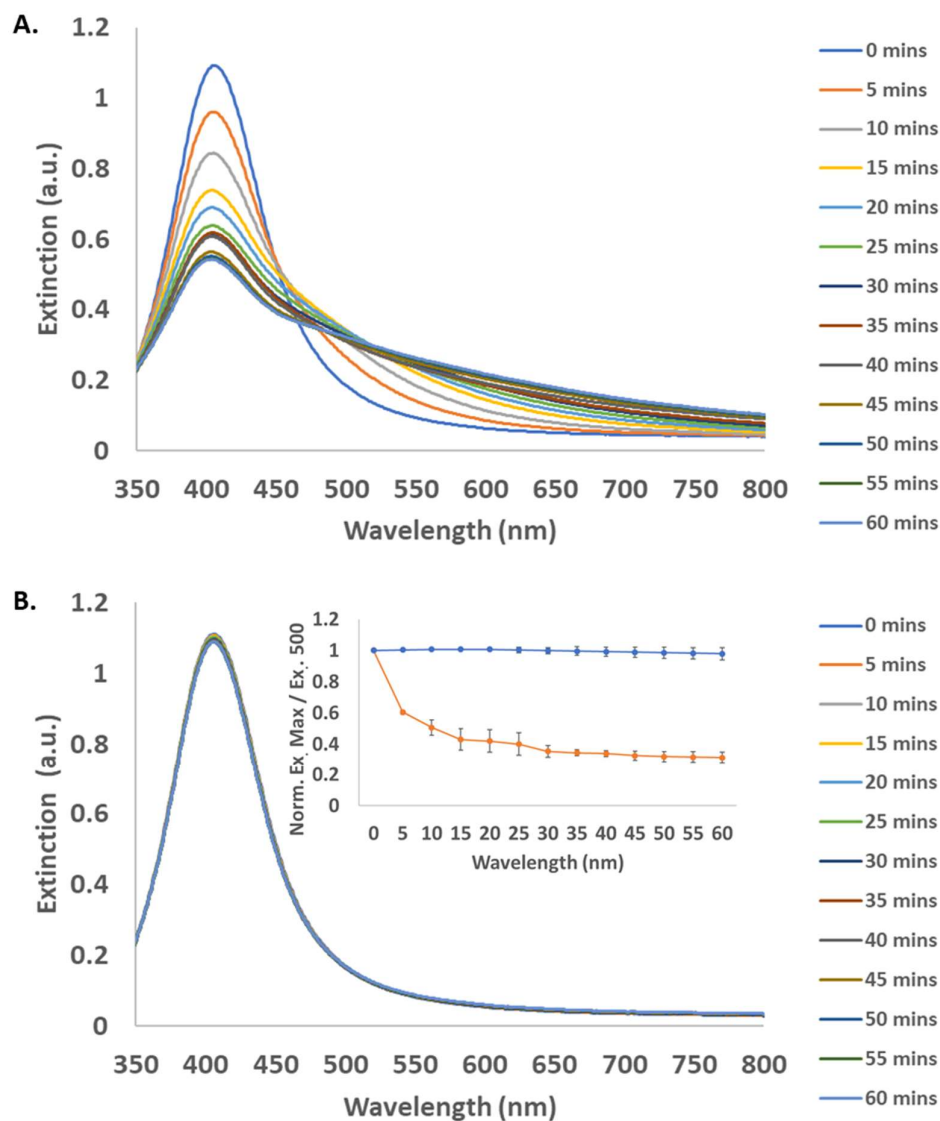 A.
1.2
1
0.8
0.6
0.4
0.2
0
Extinction (a.u.)
350 400 450 500 550 600 650 700 750 800
Wavelength (nm)
0 mins
5 mins
10 mins
15 mins
20 mins
25 mins
30 mins
35 mins
40 mins
45 mins
50 mins
55 mins
60 mins
B.
1.2
1
0.8
0.6
0.4
0.2
0
Extinction (a.u.)
350 400 450 500 550 600 650 700 750 800
Wavelength (nm)
1.2
1
0.8
0.6
0.4
0.2
0
Norm. Ex. Max / Ex. 500
0 5 10 15 20 25 30 35 40 45 50 55 60
Wavelength (nm)
0 mins
5 mins
10 mins
15 mins
20 mins
25 mins
30 mins
35 mins
40 mins
45 mins
50 mins
55 mins
60 mins